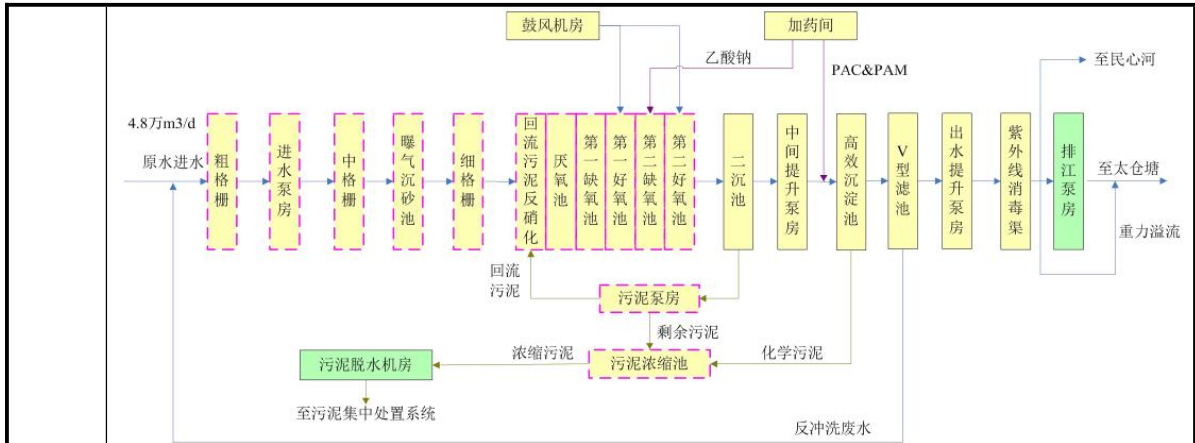 鼓风机房
加药间
乙酸钠
PAC&PAM
至民心河
4.8万m3/d
原水进水
粗格栅
进水泵房
中格栅
曝气沉砂池
细格栅
回流污泥反硝化
厌氧池
第一缺氧池
第一好氧池
第二缺氧池
第二好氧池
二沉池
中间提升泵房
高效沉淀池
V型滤池
出水提升泵房
紫外线消毒渠
排江泵房
至太仓塘
重力溢流
回流
污泥
污泥泵房
剩余污泥
浓缩污泥
化学污泥
污泥脱水机房
污泥浓缩池
至污泥集中处置系统
反冲洗废水